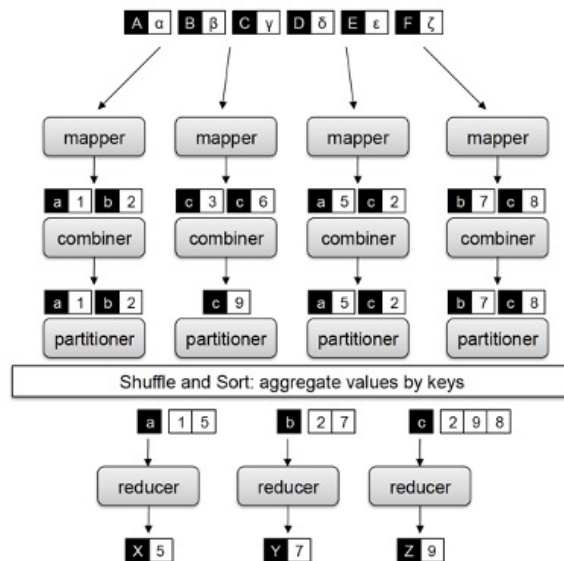 A α B β C γ D δ E ε F ζ
mapper mapper mapper mapper
a 1 b 2 c 3 c 6 a 5 c 2 b 7 c 8
combiner combiner combiner combiner
a 1 b 2 c 9 a 5 c 2 b 7 c 8
partitioner partitioner partitioner partitioner
Shuffle and Sort: aggregate values by keys
a 1 5 b 2 7 c 2 9 8
reducer reducer reducer
X 5 Y 7 Z 9